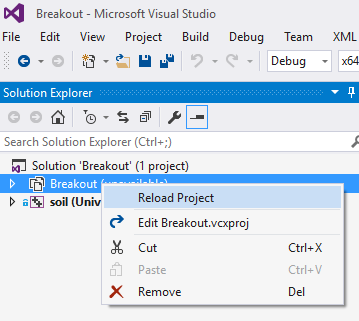 Breakout - Microsoft Visual Studio
File Edit View Project Build Debug Team XML
Debug x64
Solution Explorer
Search Solution Explorer (Ctrl+;)
Solution 'Breakout' (1 project)
Breakout (unavailable)
Reload Project
soil (Univ
Edit Breakout.vcxproj
Cut Ctrl+X
Paste Ctrl+V
Remove Del